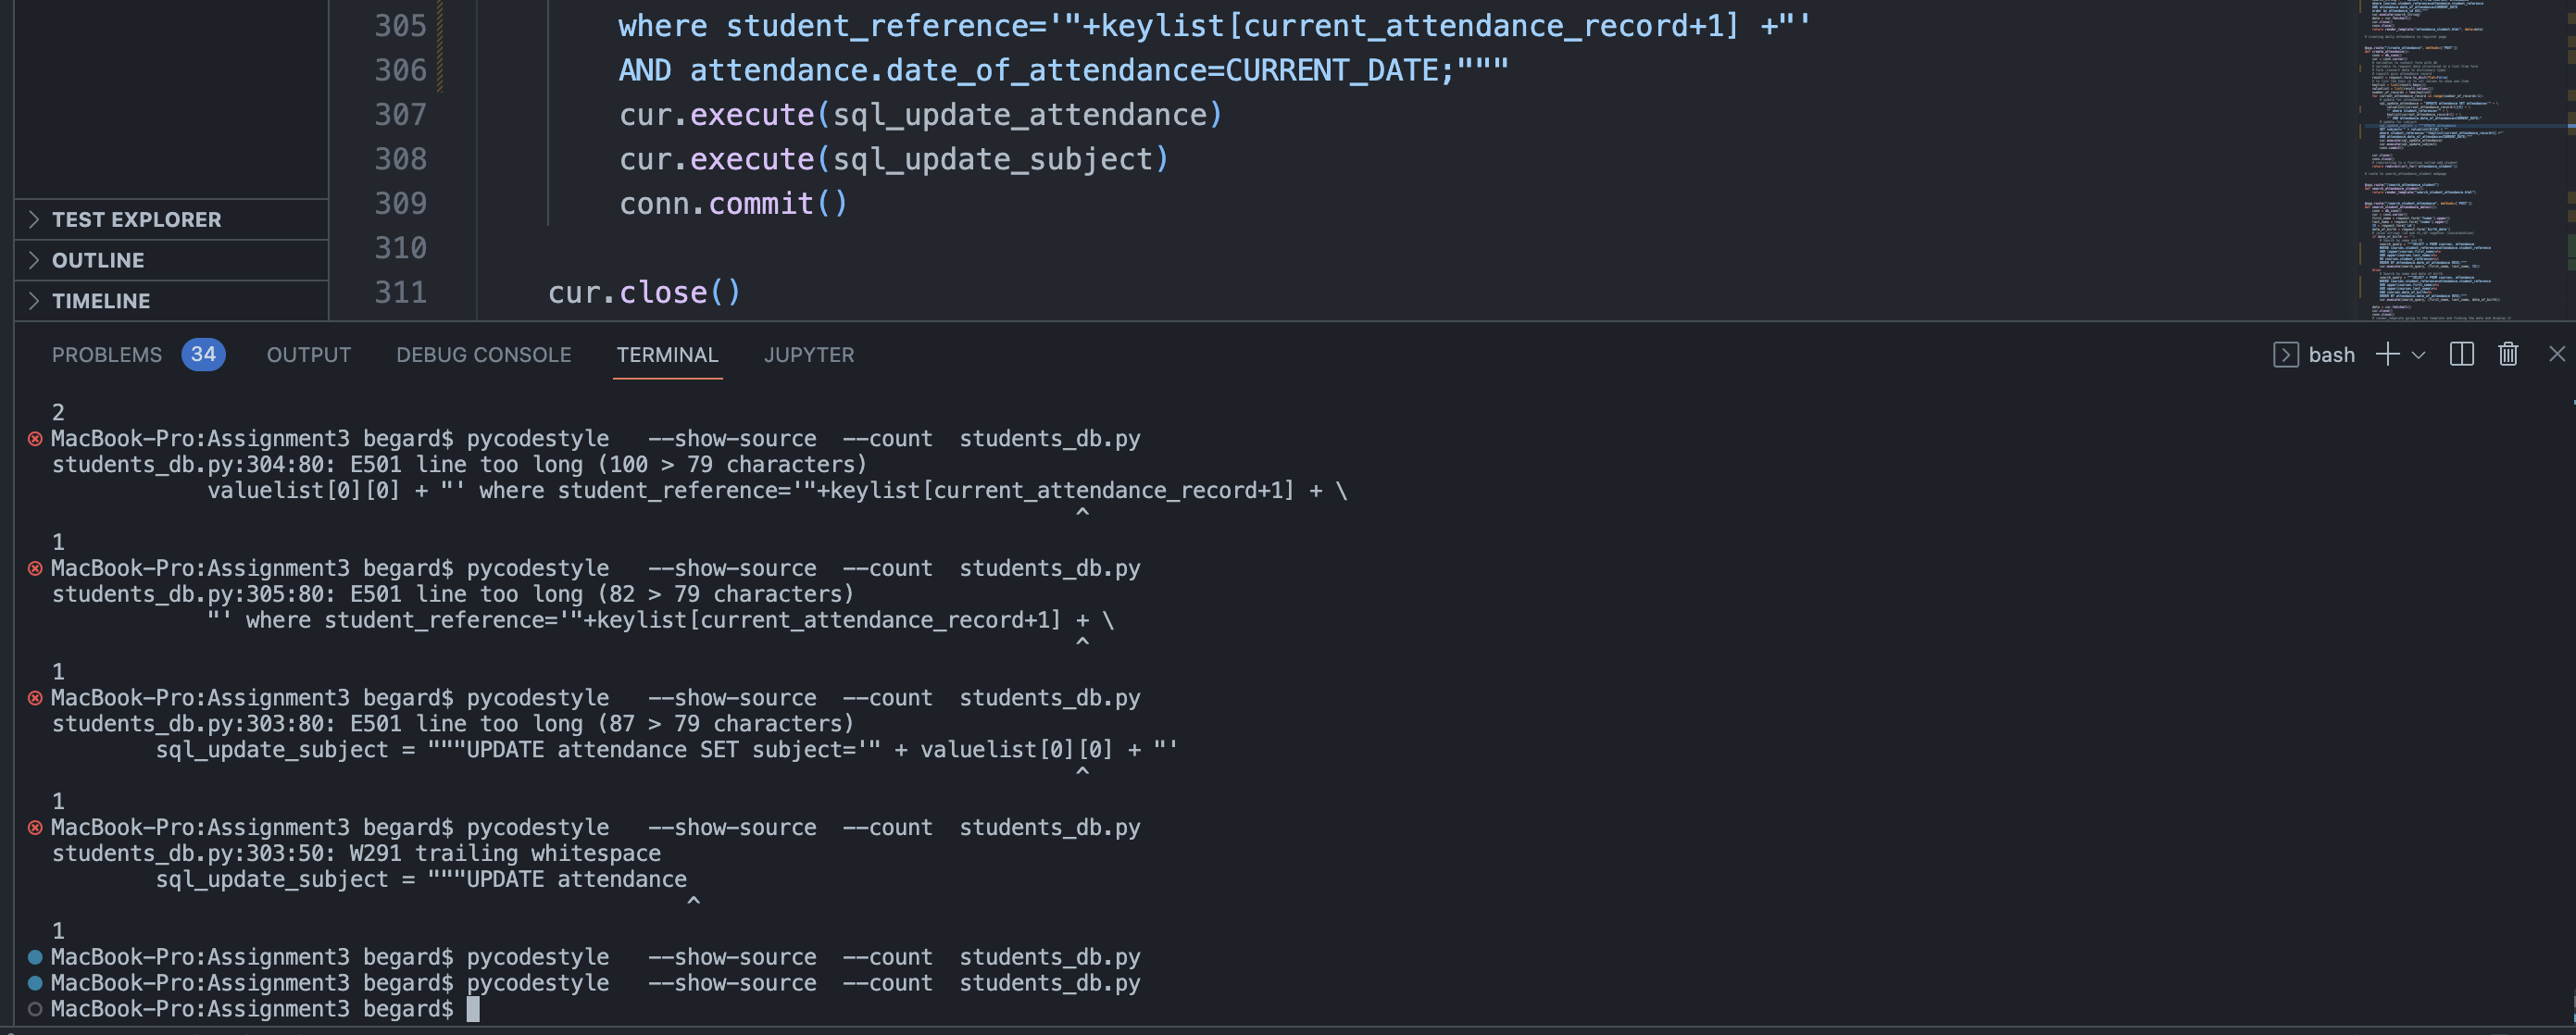 305 where student_reference='"+keylist[current_attendance_record+1] +"'
306 AND attendance.date_of_attendance=CURRENT_DATE;"""
307 cur.execute(sql_update_attendance)
308 cur.execute(sql_update_subject)
309 conn.commit()
310
311 cur.close()
TEST EXPLORER
OUTLINE
TIMELINE
PROBLEMS 34 OUTPUT DEBUG CONSOLE TERMINAL JUPYTER bash
2
MacBook-Pro:Assignment3 begard$ pycodestyle   --show-source  --count  students_db.py
students_db.py:304:80: E501 line too long (100 > 79 characters)
            valuelist[0][0] + "' where student_reference='"+keylist[current_attendance_record+1] + \
^
1
MacBook-Pro:Assignment3 begard$ pycodestyle   --show-source  --count  students_db.py
students_db.py:305:80: E501 line too long (82 > 79 characters)
            "' where student_reference='"+keylist[current_attendance_record+1] + \
^
1
MacBook-Pro:Assignment3 begard$ pycodestyle   --show-source  --count  students_db.py
students_db.py:303:80: E501 line too long (87 > 79 characters)
        sql_update_subject = """UPDATE attendance SET subject='" + valuelist[0][0] + "'
^
1
MacBook-Pro:Assignment3 begard$ pycodestyle   --show-source  --count  students_db.py
students_db.py:303:50: W291 trailing whitespace
        sql_update_subject = """UPDATE attendance
^
1
MacBook-Pro:Assignment3 begard$ pycodestyle   --show-source  --count  students_db.py
MacBook-Pro:Assignment3 begard$ pycodestyle   --show-source  --count  students_db.py
MacBook-Pro:Assignment3 begard$